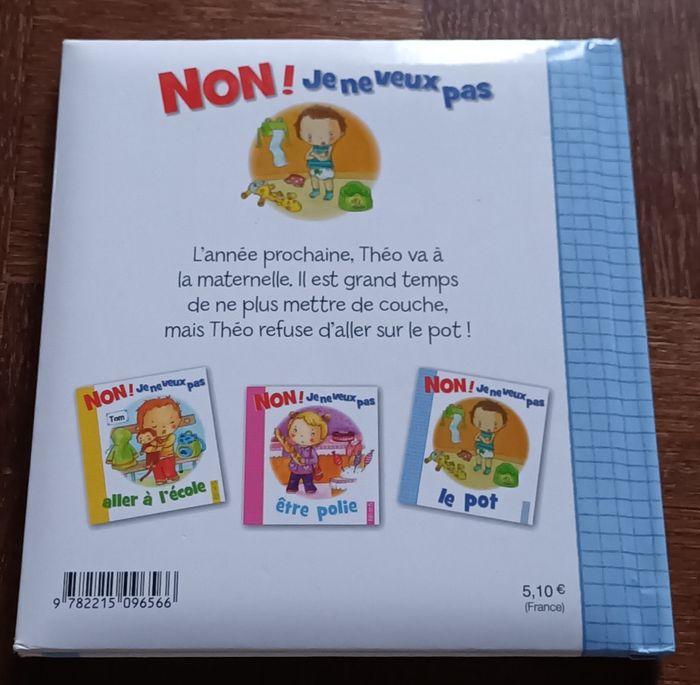 NON! Je ne veux pas
L'année prochaine, Théo va à
la maternelle. Il est grand temps
de ne plus mettre de couche,
mais Théo refuse d'aller sur le pot !
NON! Je ne veux pas
Tom
aller à l'école
NON! Je ne veux pas
être polie
NON! Je ne veux pas
le pot
9 782215 096566
5,10 €
(France)